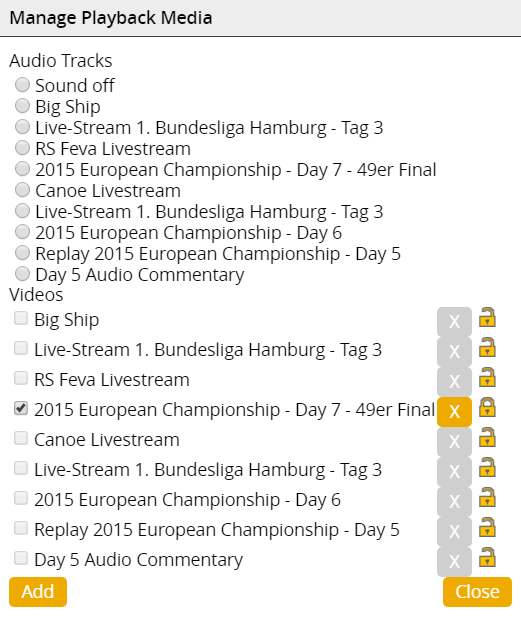 Manage Playback Media
Audio Tracks
Sound off
Big Ship
Live-Stream 1. Bundesliga Hamburg - Tag 3
RS Feva Livestream
2015 European Championship - Day 7 - 49er Final
Canoe Livestream
Live-Stream 1. Bundesliga Hamburg - Tag 3
2015 European Championship - Day 6
Replay 2015 European Championship - Day 5
Day 5 Audio Commentary
Videos
Big Ship X
Live-Stream 1. Bundesliga Hamburg - Tag 3 X
RS Feva Livestream X
2015 European Championship - Day 7 - 49er Final X
Canoe Livestream X
Live-Stream 1. Bundesliga Hamburg - Tag 3 X
2015 European Championship - Day 6 X
Replay 2015 European Championship - Day 5 X
Day 5 Audio Commentary X
Add Close